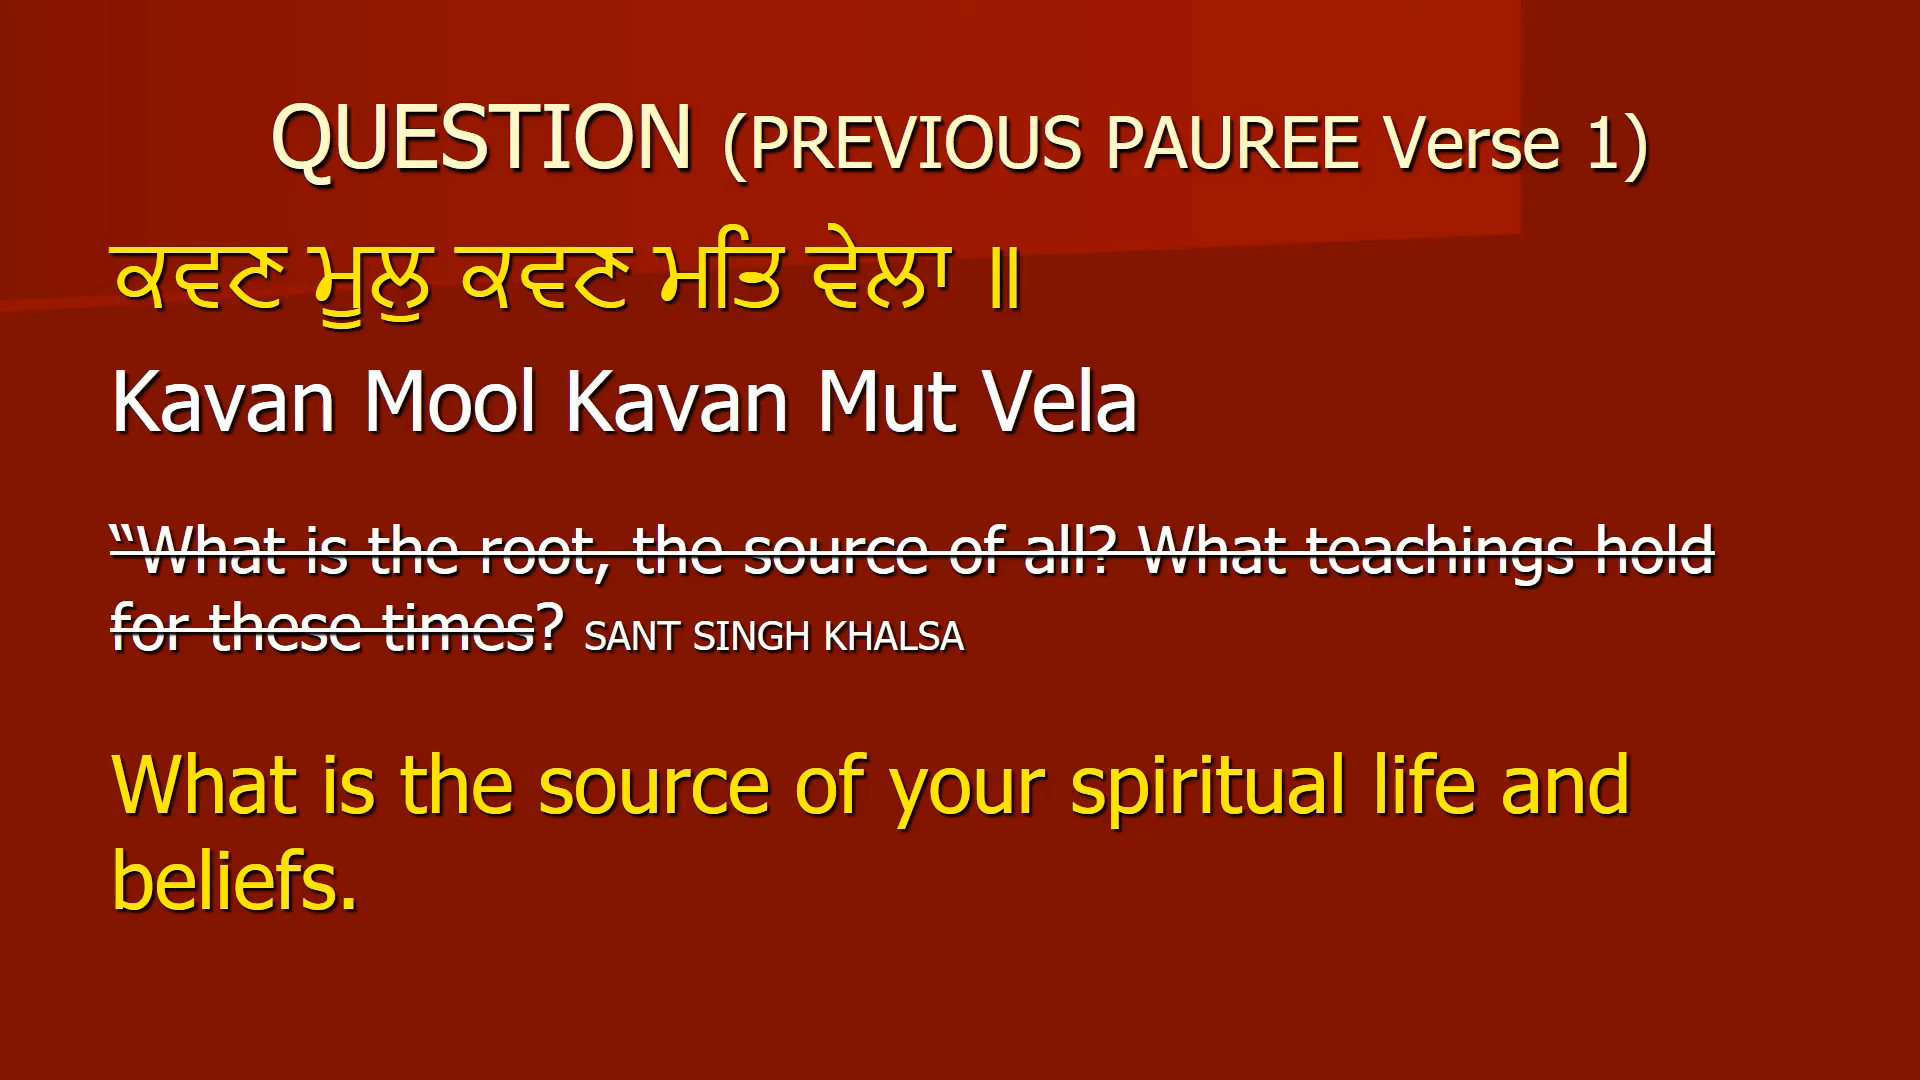 QUESTION (PREVIOUS PAUREE Verse 1)
ਕਵਣ ਮੂਲੁ ਕਵਣ ਮਤਿ ਵੇਲਾ ॥
Kavan Mool Kavan Mut Vela
“What is the root, the source of all? What teachings hold
for these times? SANT SINGH KHALSA
What is the source of your spiritual life and
beliefs.